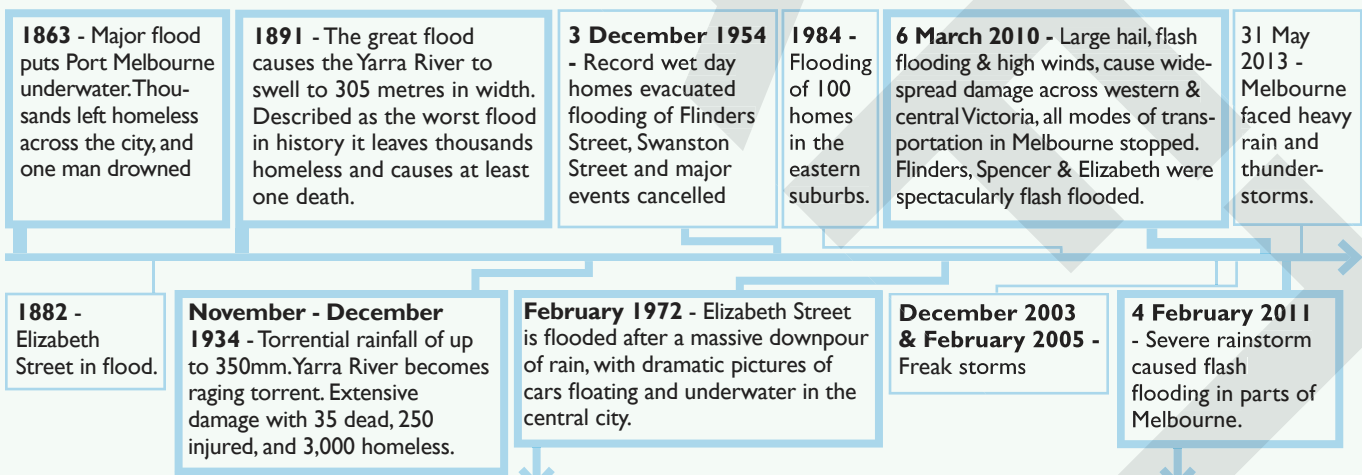 1863 - Major flood
puts Port Melbourne
underwater. Thou-
sands left homeless
across the city, and
one man drowned
1891 - The great flood
causes the Yarra River to
swell to 305 metres in width.
Described as the worst flood
in history it leaves thousands
homeless and causes at least
one death.
3 December 1954
- Record wet day
homes evacuated
flooding of Flinders
Street, Swanston
Street and major
events cancelled
1984 -
Flooding
of 100
homes
in the
eastern
suburbs.
6 March 2010 - Large hail, flash
flooding & high winds, cause wide-
spread damage across western &
central Victoria, all modes of trans-
portation in Melbourne stopped.
Flinders, Spencer & Elizabeth were
spectacularly flash flooded.
31 May
2013 -
Melbourne
faced heavy
rain and
thunder-
storms.
1882 -
Elizabeth
Street in flood.
November - December
1934 - Torrential rainfall of up
to 350mm. Yarra River becomes
raging torrent. Extensive
damage with 35 dead, 250
injured, and 3,000 homeless.
February 1972 - Elizabeth Street
is flooded after a massive downpour
of rain, with dramatic pictures of
cars floating and underwater in the
central city.
December 2003
& February 2005 -
Freak storms
4 February 2011
- Severe rainstorm
caused flash
flooding in parts of
Melbourne.